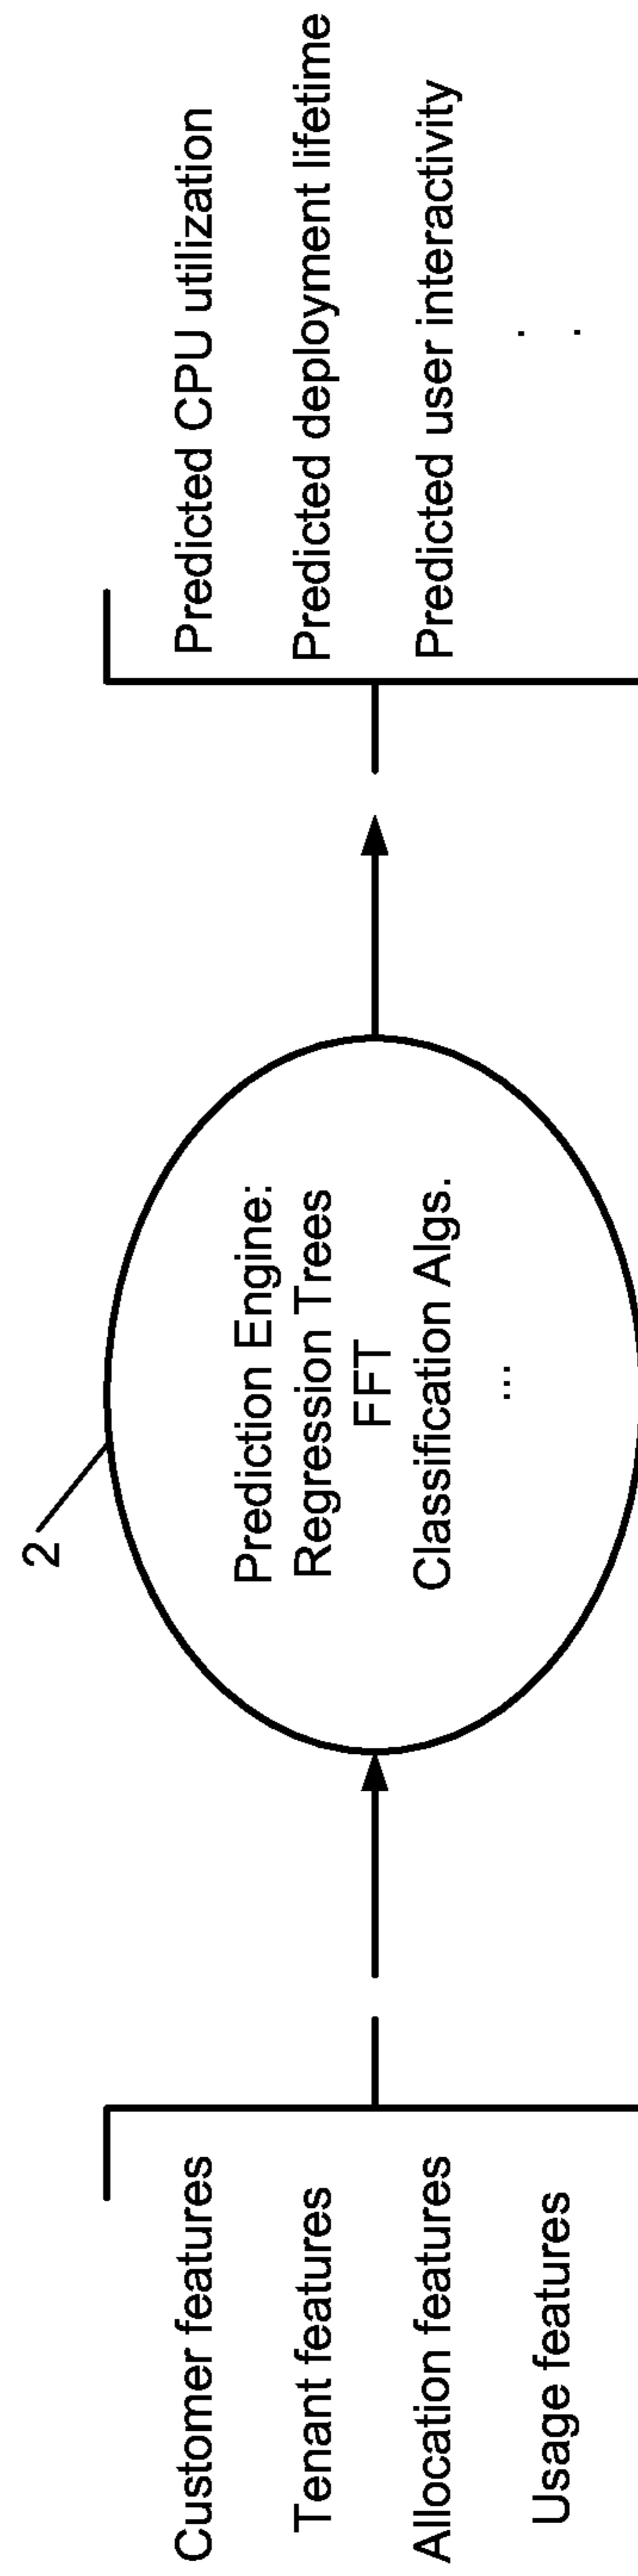 Customer features
Tenant features
Allocation features
Usage features
2
Prediction Engine:
Regression Trees
FFT
Classification Algs.
...
Predicted CPU utilization
Predicted deployment lifetime
Predicted user interactivity
.
.